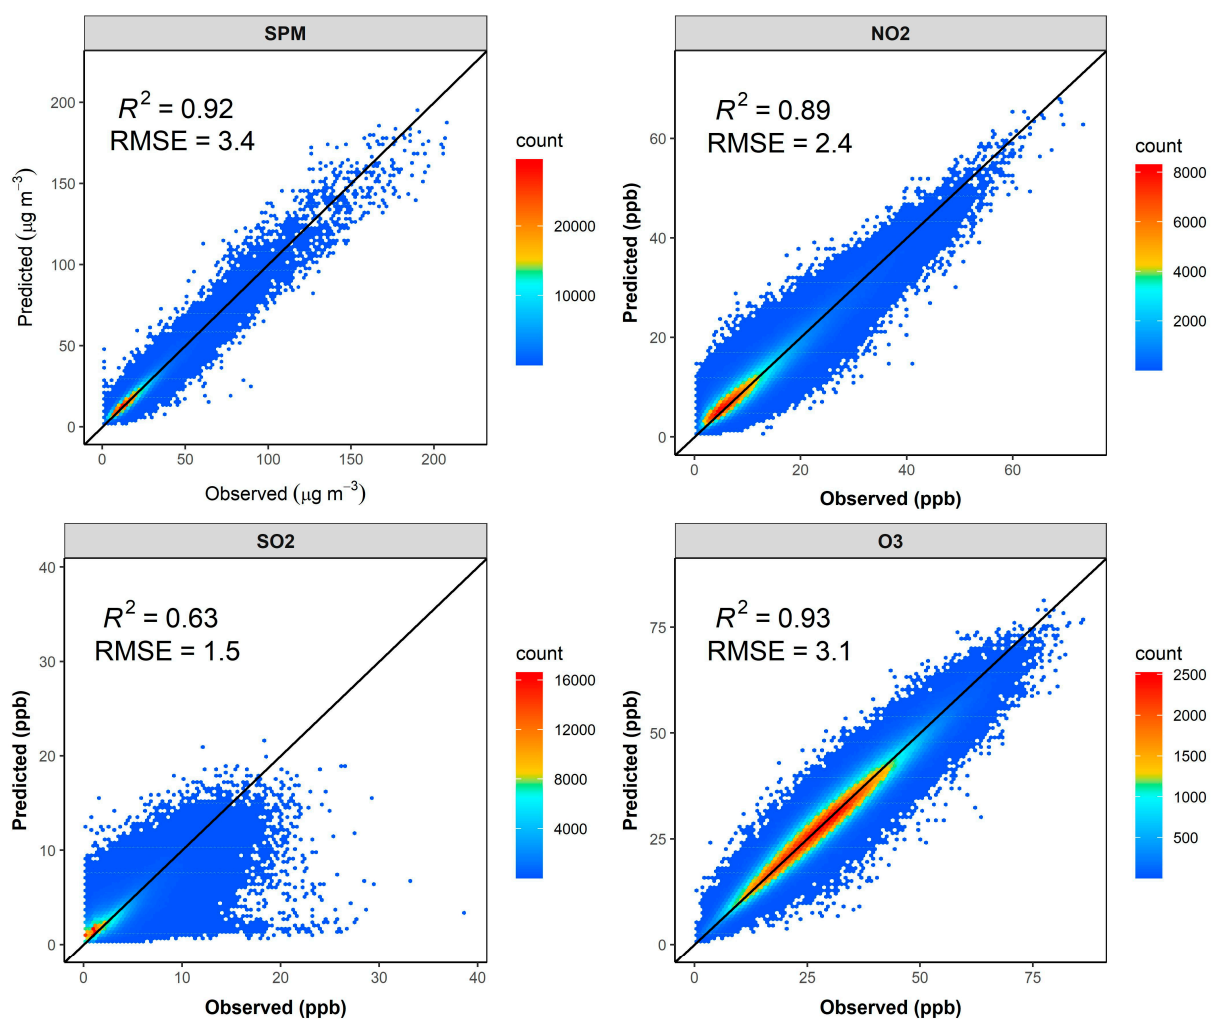 SPM
R² = 0.92
RMSE = 3.4
200
150
100
50
0
Predicted (μg m⁻³)
0 50 100 150 200
Observed (μg m⁻³)
count
20000
10000
NO2
R² = 0.89
RMSE = 2.4
60
40
20
0
Predicted (ppb)
0 20 40 60
Observed (ppb)
count
8000
6000
4000
2000
SO2
R² = 0.63
RMSE = 1.5
40
30
20
10
0
Predicted (ppb)
0 10 20 30 40
Observed (ppb)
count
16000
12000
8000
4000
O3
R² = 0.93
RMSE = 3.1
75
50
25
0
Predicted (ppb)
0 25 50 75
Observed (ppb)
count
2500
2000
1500
1000
500